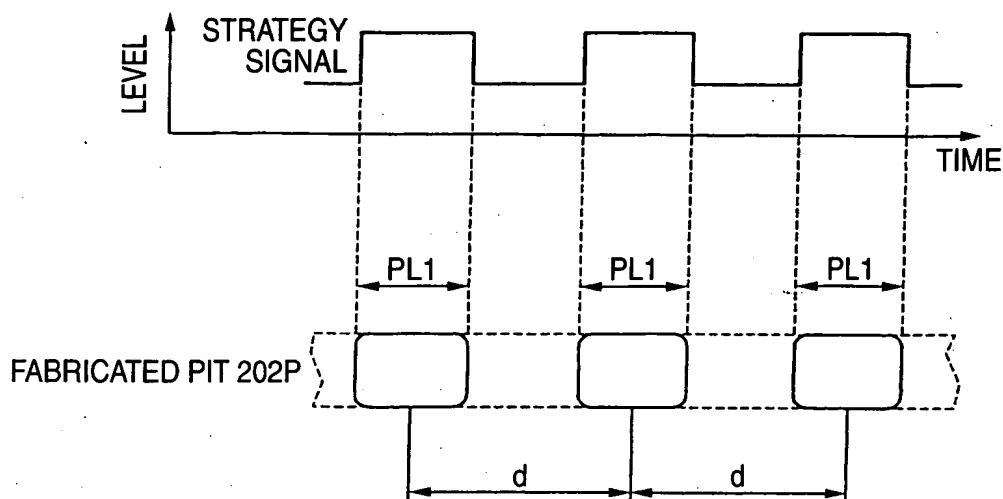 LEVEL
STRATEGY
SIGNAL
TIME
PL1 PL1 PL1
FABRICATED PIT 202P
d d